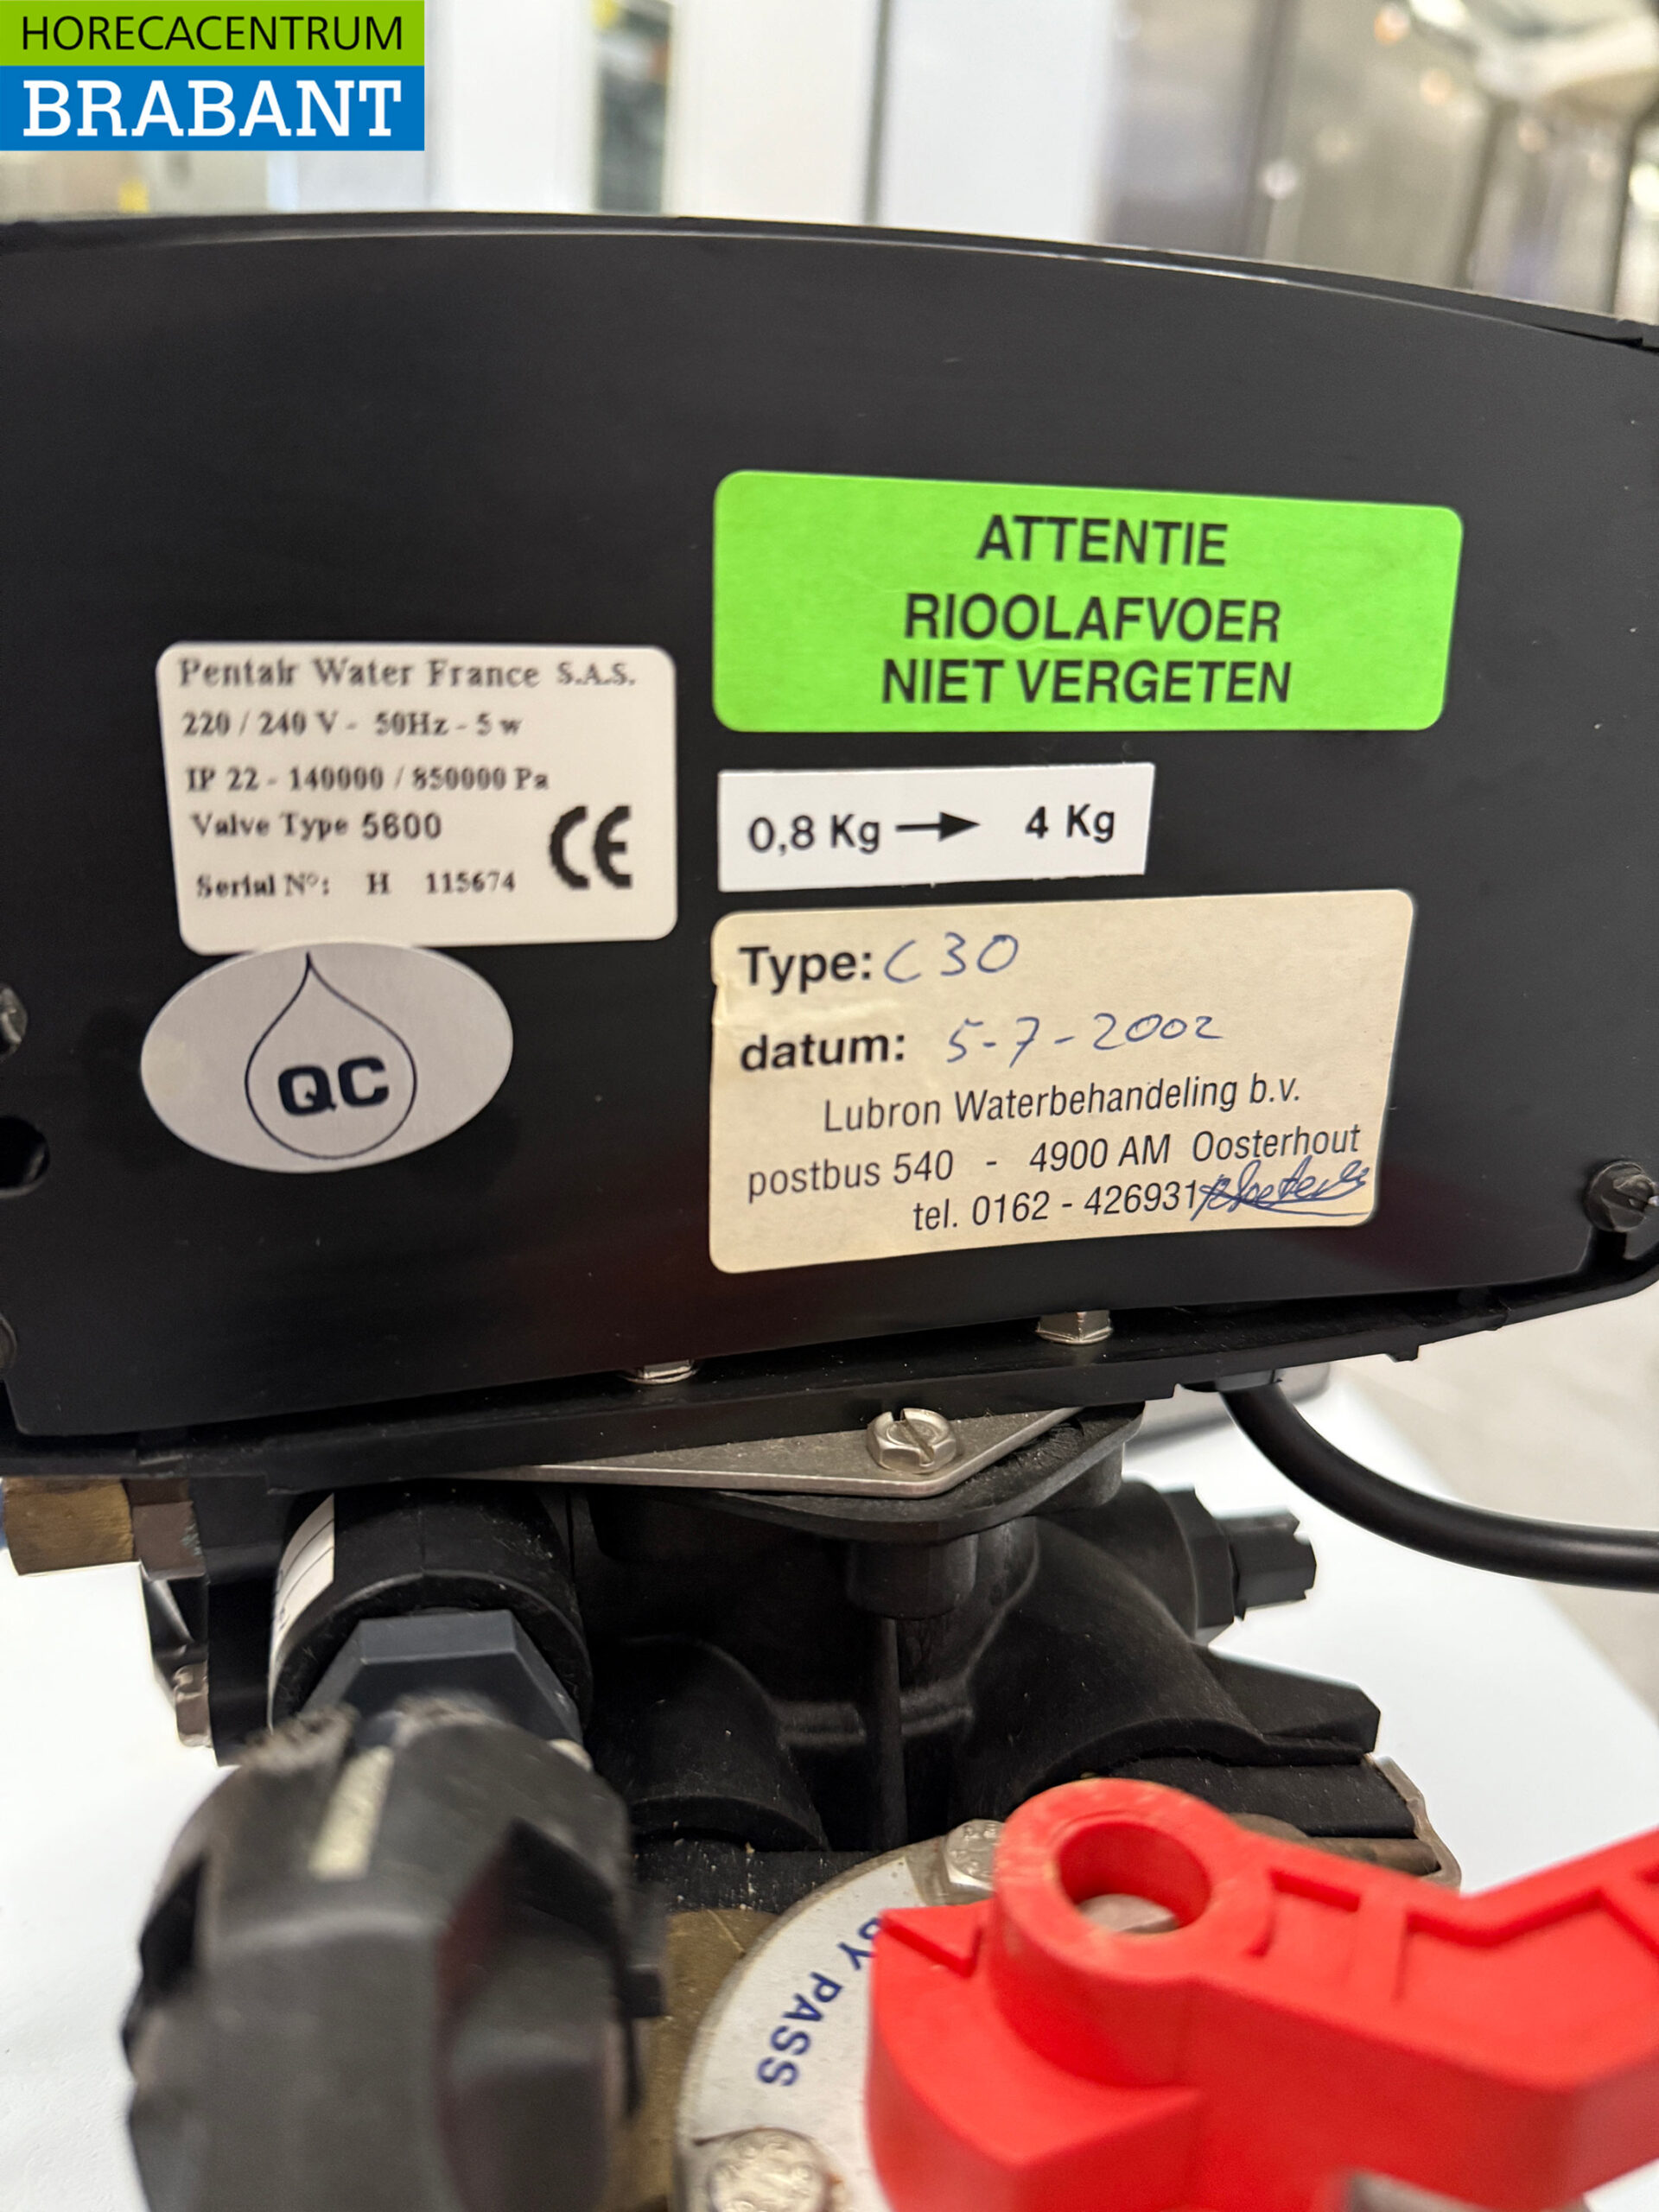 HORECACENTRUM
BRABANT
ATTENTIE
RIOOLAFVOER
NIET VERGETEN
Pentair Water France S.A.S.
220 / 240 V - 50Hz - 5 w
IP 22 - 140000 / 850000 Pa
Valve Type 5600
CE
Serial N°: H 115674
0,8 Kg → 4 Kg
QC
Type: C30
datum: 5-7-2002
Lubron Waterbehandeling b.v.
postbus 540 - 4900 AM Oosterhout
tel. 0162 - 426931
BY PASS